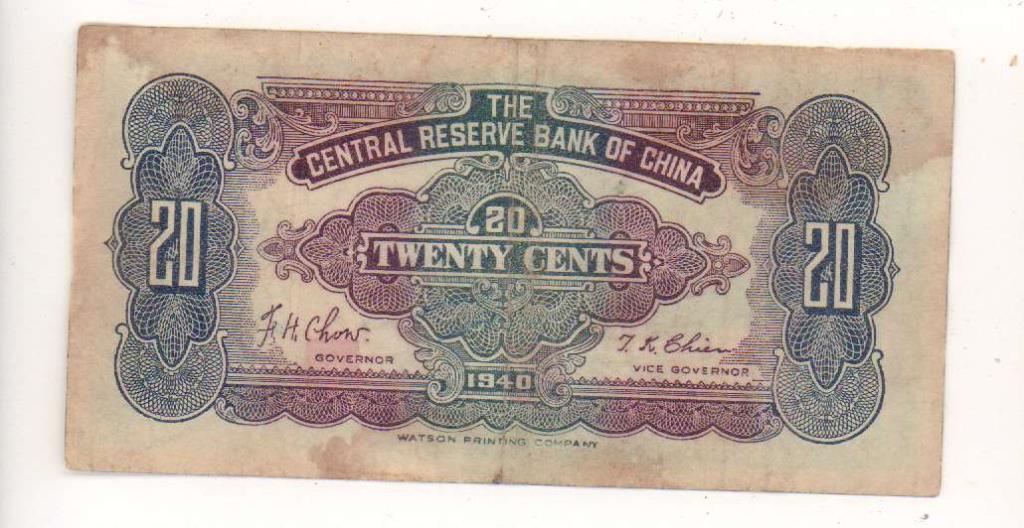 THE
CENTRAL RESERVE BANK OF CHINA
20
20
20
TWENTY CENTS
F. H. Chow.
T. K. Chien
GOVERNOR
VICE GOVERNOR
1940
WATSON PRINTING COMPANY